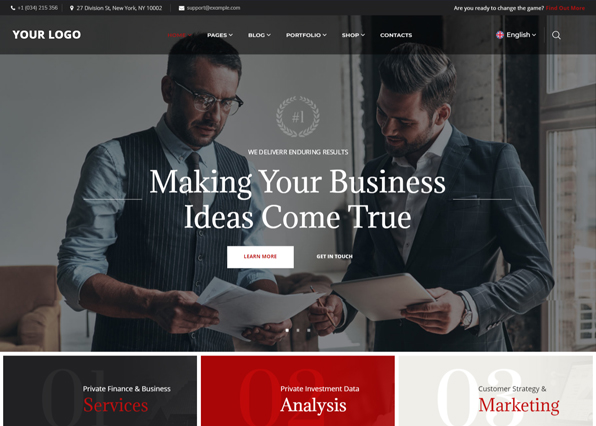 +1 (034) 215 356
27 Division St, New York, NY 10002
support@example.com
Are you ready to change the game? Find Out More
YOUR LOGO
HOME
PAGES
BLOG
PORTFOLIO
SHOP
CONTACTS
English
#1
WE DELIVERR ENDURING RESULTS
Making Your Business
Ideas Come True
LEARN MORE
GET IN TOUCH
01
Private Finance & Business
Services
02
Private Investment Data
Analysis
03
Customer Strategy &
Marketing